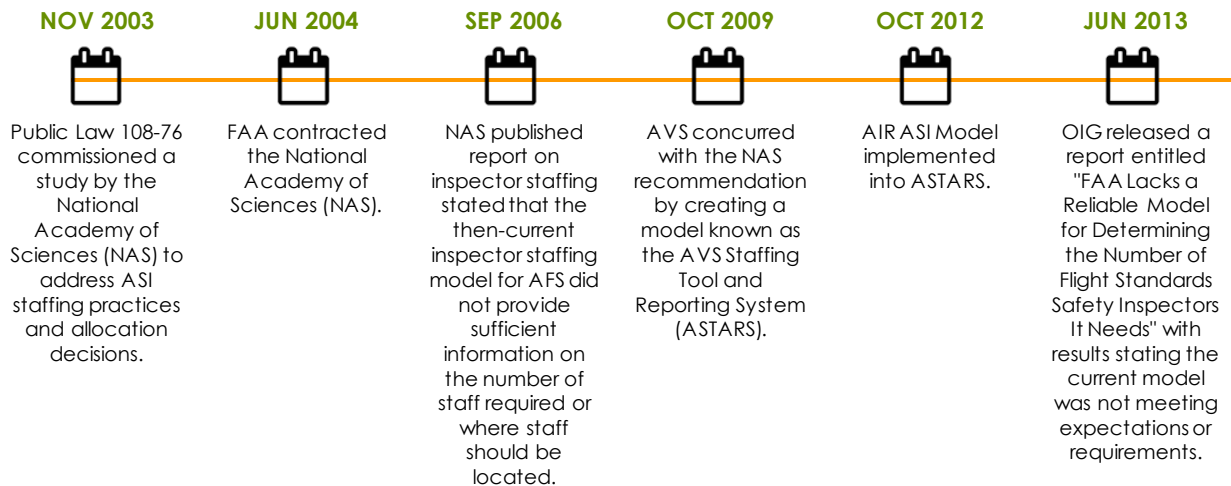 NOV 2003
Public Law 108-76
commissioned a
study by the
National
Academy of
Sciences (NAS) to
address ASI
staffing practices
and allocation
decisions.
JUN 2004
FAA contracted
the National
Academy of
Sciences (NAS).
SEP 2006
NAS published
report on
inspector staffing
stated that the
then-current
inspector staffing
model for AFS did
not provide
sufficient
information on
the number of
staff required or
where staff
should be
located.
OCT 2009
AVS concurred
with the NAS
recommendation
by creating a
model known as
the AVS Staffing
Tool and
Reporting System
(ASTARS).
OCT 2012
AIR ASI Model
implemented
into ASTARS.
JUN 2013
OIG released a
report entitled
"FAA Lacks a
Reliable Model
for Determining
the Number of
Flight Standards
Safety Inspectors
It Needs" with
results stating the
current model
was not meeting
expectations or
requirements.